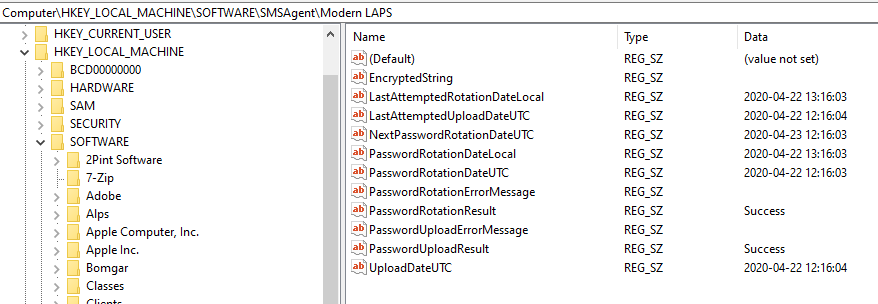 Computer\HKEY_LOCAL_MACHINE\SOFTWARE\SMSAgent\Modern LAPS
HKEY_CURRENT_USER
HKEY_LOCAL_MACHINE
BCD00000000
HARDWARE
SAM
SECURITY
SOFTWARE
2Pint Software
7-Zip
Adobe
Alps
Apple Computer, Inc.
Apple Inc.
Bomgar
Classes
Clients
Name Type Data
(Default) REG_SZ (value not set)
EncryptedString REG_SZ
LastAttemptedRotationDateLocal REG_SZ 2020-04-22 13:16:03
LastAttemptedUploadDateUTC REG_SZ 2020-04-22 12:16:04
NextPasswordRotationDateUTC REG_SZ 2020-04-23 12:16:03
PasswordRotationDateLocal REG_SZ 2020-04-22 13:16:03
PasswordRotationDateUTC REG_SZ 2020-04-22 12:16:03
PasswordRotationErrorMessage REG_SZ
PasswordRotationResult REG_SZ Success
PasswordUploadErrorMessage REG_SZ
PasswordUploadResult REG_SZ Success
UploadDateUTC REG_SZ 2020-04-22 12:16:04